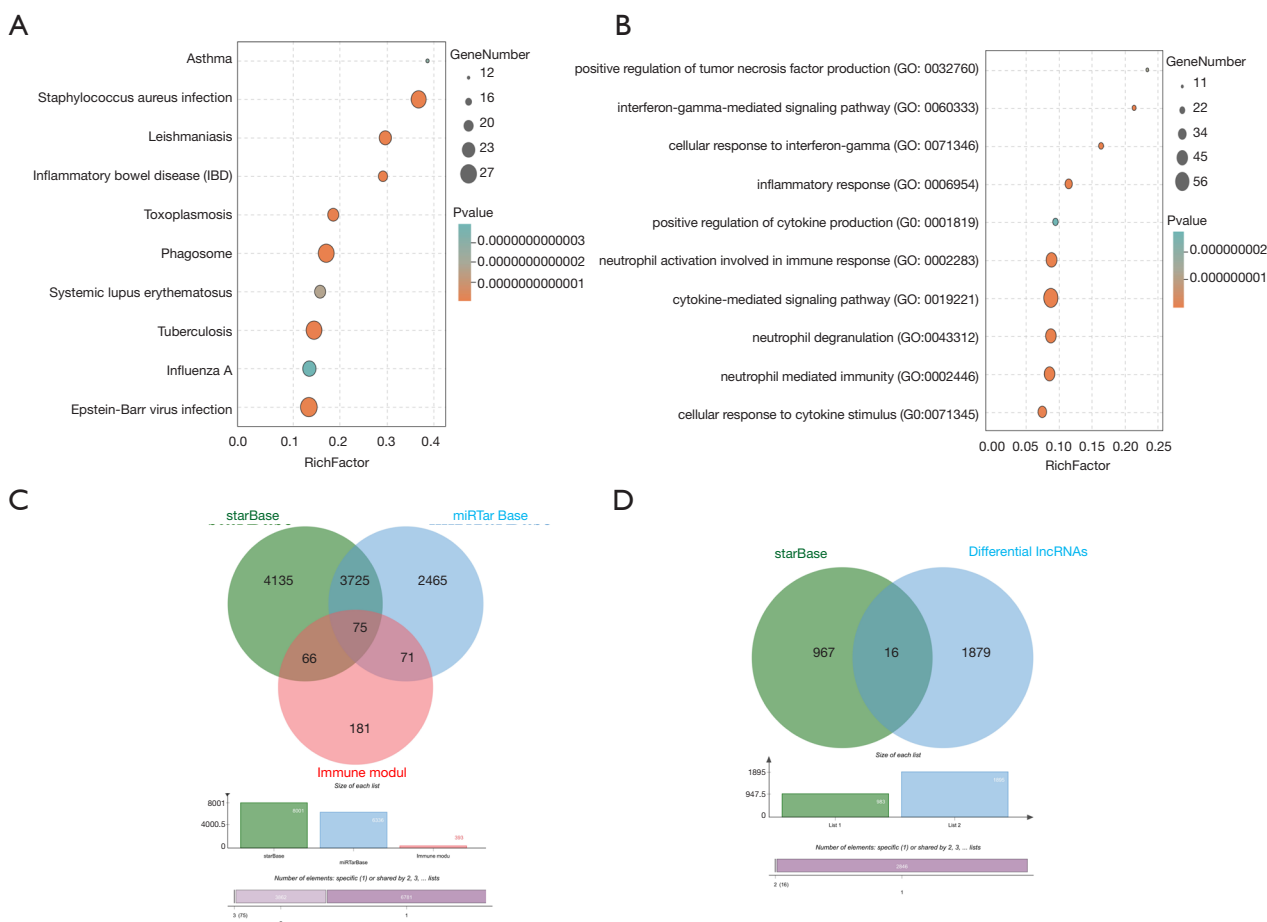 A
Asthma
Staphylococcus aureus infection
Leishmaniasis
Inflammatory bowel disease (IBD)
Toxoplasmosis
Phagosome
Systemic lupus erythematosus
Tuberculosis
Influenza A
Epstein-Barr virus infection
0.0 0.1 0.2 0.3 0.4
RichFactor
GeneNumber
12
16
20
23
27
Pvalue
0.0000000000003
0.0000000000002
0.0000000000001
B
positive regulation of tumor necrosis factor production (GO: 0032760)
interferon-gamma-mediated signaling pathway (GO: 0060333)
cellular response to interferon-gamma (GO: 0071346)
inflammatory response (GO: 0006954)
positive regulation of cytokine production (G0: 0001819)
neutrophil activation involved in immune response (GO: 0002283)
cytokine-mediated signaling pathway (GO: 0019221)
neutrophil degranulation (GO:0043312)
neutrophil mediated immunity (GO:0002446)
cellular response to cytokine stimulus (G0:0071345)
0.00 0.05 0.10 0.15 0.20 0.25
RichFactor
GeneNumber
11
22
34
45
56
Pvalue
0.000000002
0.000000001
C
starBase
miRTar Base
4135 3725 2465
75
66 71
181
Immune modul
Size of each list
8001
4000.5
0
8001
389
starBase
miRTarBase
Immune modu
Number of elements: specific (1) or shared by 2, 3, ... lists
3 (75)
1
D
starBase
Differential lncRNAs
967 16 1879
Size of each list
1895
947.5
0
983
1895
List 1
List 2
Number of elements: specific (1) or shared by 2, 3, ... lists
2846
2 (16)
1